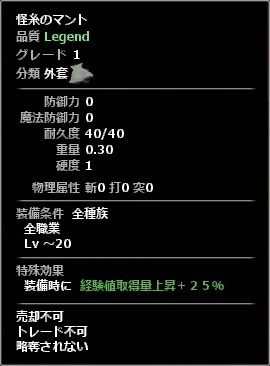 怪糸のマント
品質 Legend
グレード 1
分類 外套
防御力 0
魔法防御力 0
耐久度 40/40
重量 0.30
硬度 1
物理属性 斬0 打0 突0
装備条件 全種族
全職業
Lv ～20
特殊効果
装備時に 経験値取得量上昇+２５%
売却不可
トレード不可
略奪されない